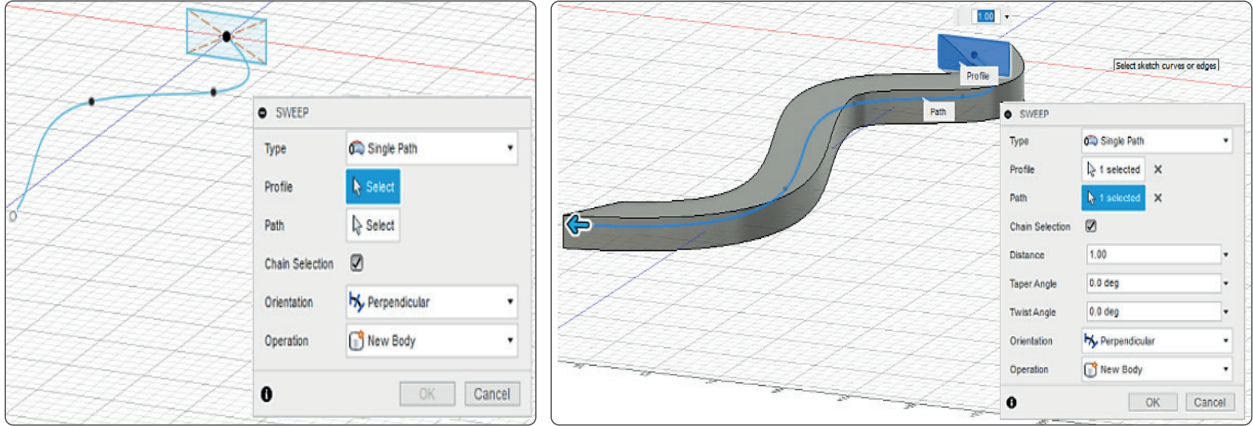 SWEEP
Type Single Path
Profile Select
Path Select
Chain Selection
Orientation Perpendicular
Operation New Body
OK Cancel
1.00
Profile
Select sketch curves or edges
Path
SWEEP
Type Single Path
Profile 1 selected
Path 1 selected
Chain Selection
Distance 1.00
Taper Angle 0.0 deg
Twist Angle 0.0 deg
Orientation Perpendicular
Operation New Body
OK Cancel